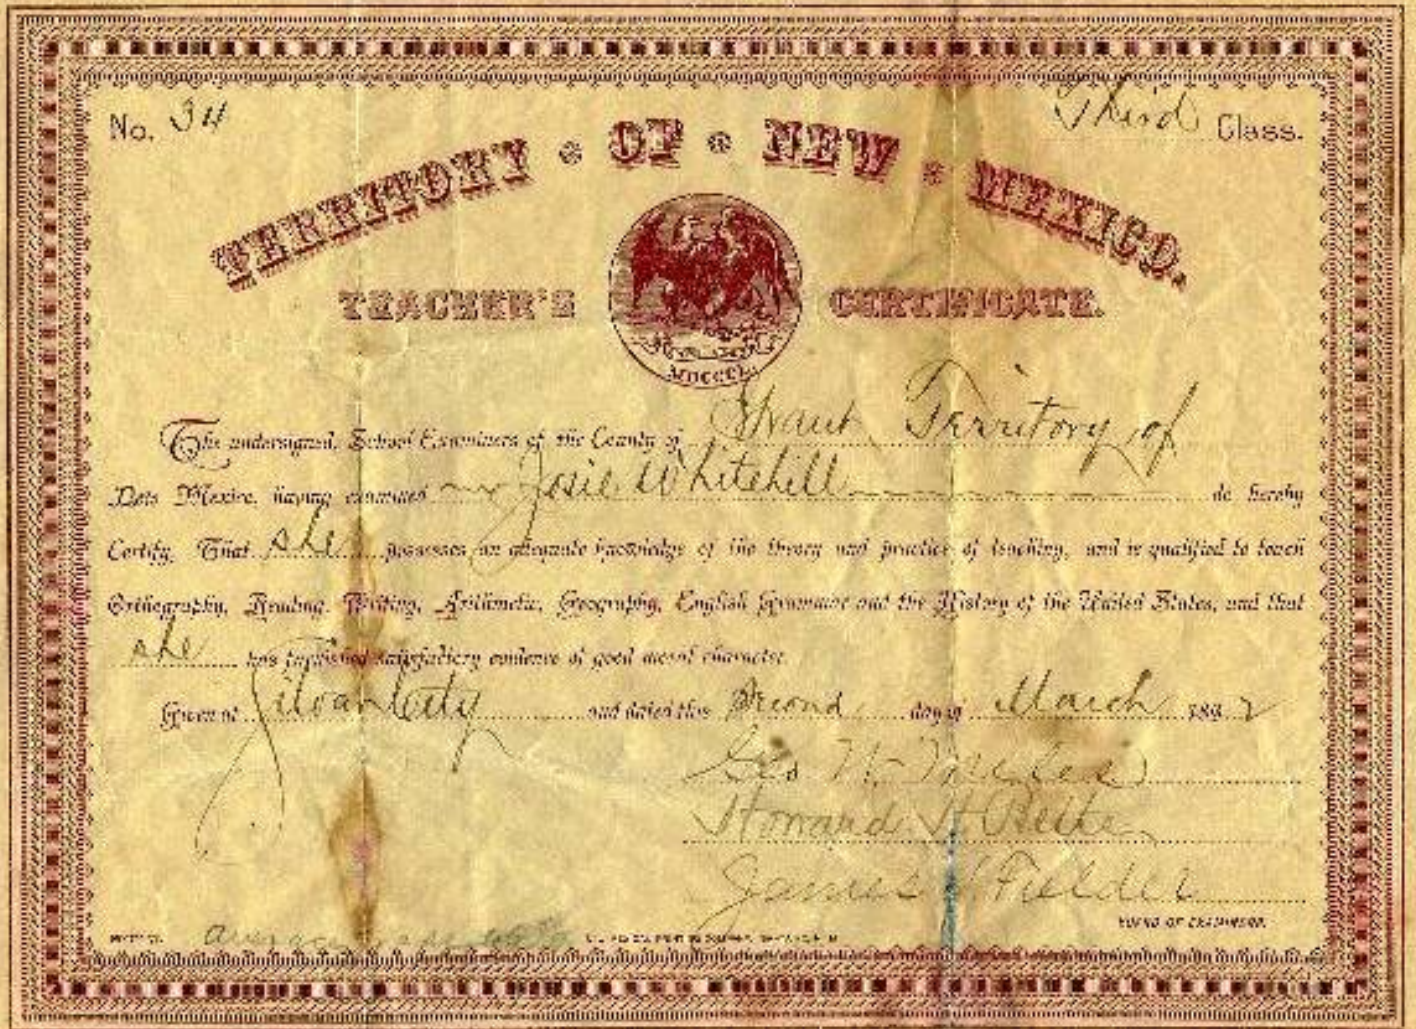 No. 34
Third Class.
TERRITORY OF NEW MEXICO.
TEACHER'S CERTIFICATE.
MDCCCL
The undersigned, School Examiners of the County of Grant Territory of
New Mexico, having examined Josie Whitehill do hereby
Certify, That she possesses an adequate knowledge of the theory and practice of teaching, and is qualified to teach
Orthography, Reading, Writing, Arithmetic, Geography, English Grammar and the History of the United States, and that
she has furnished satisfactory evidence of good moral character.
Given at Silver City and dated this Second day of March 1892
Geo
Howard H. Betts
James Fielder
BOARD OF EXAMINERS.